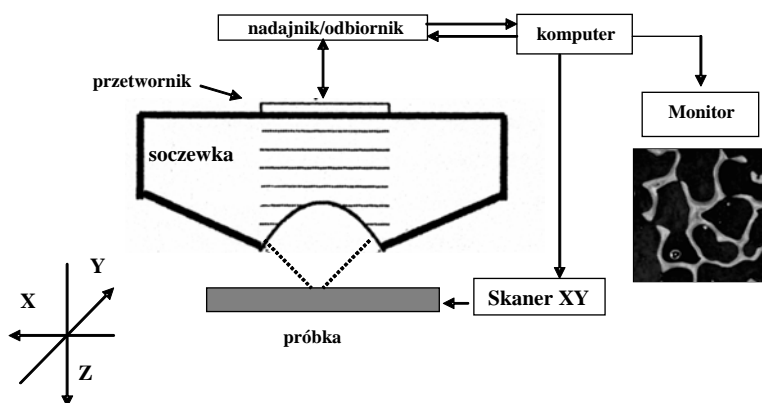 nadajnik/odbiornik
komputer
przetwornik
Monitor
soczewka
Y
X
Skaner XY
Z
próbka